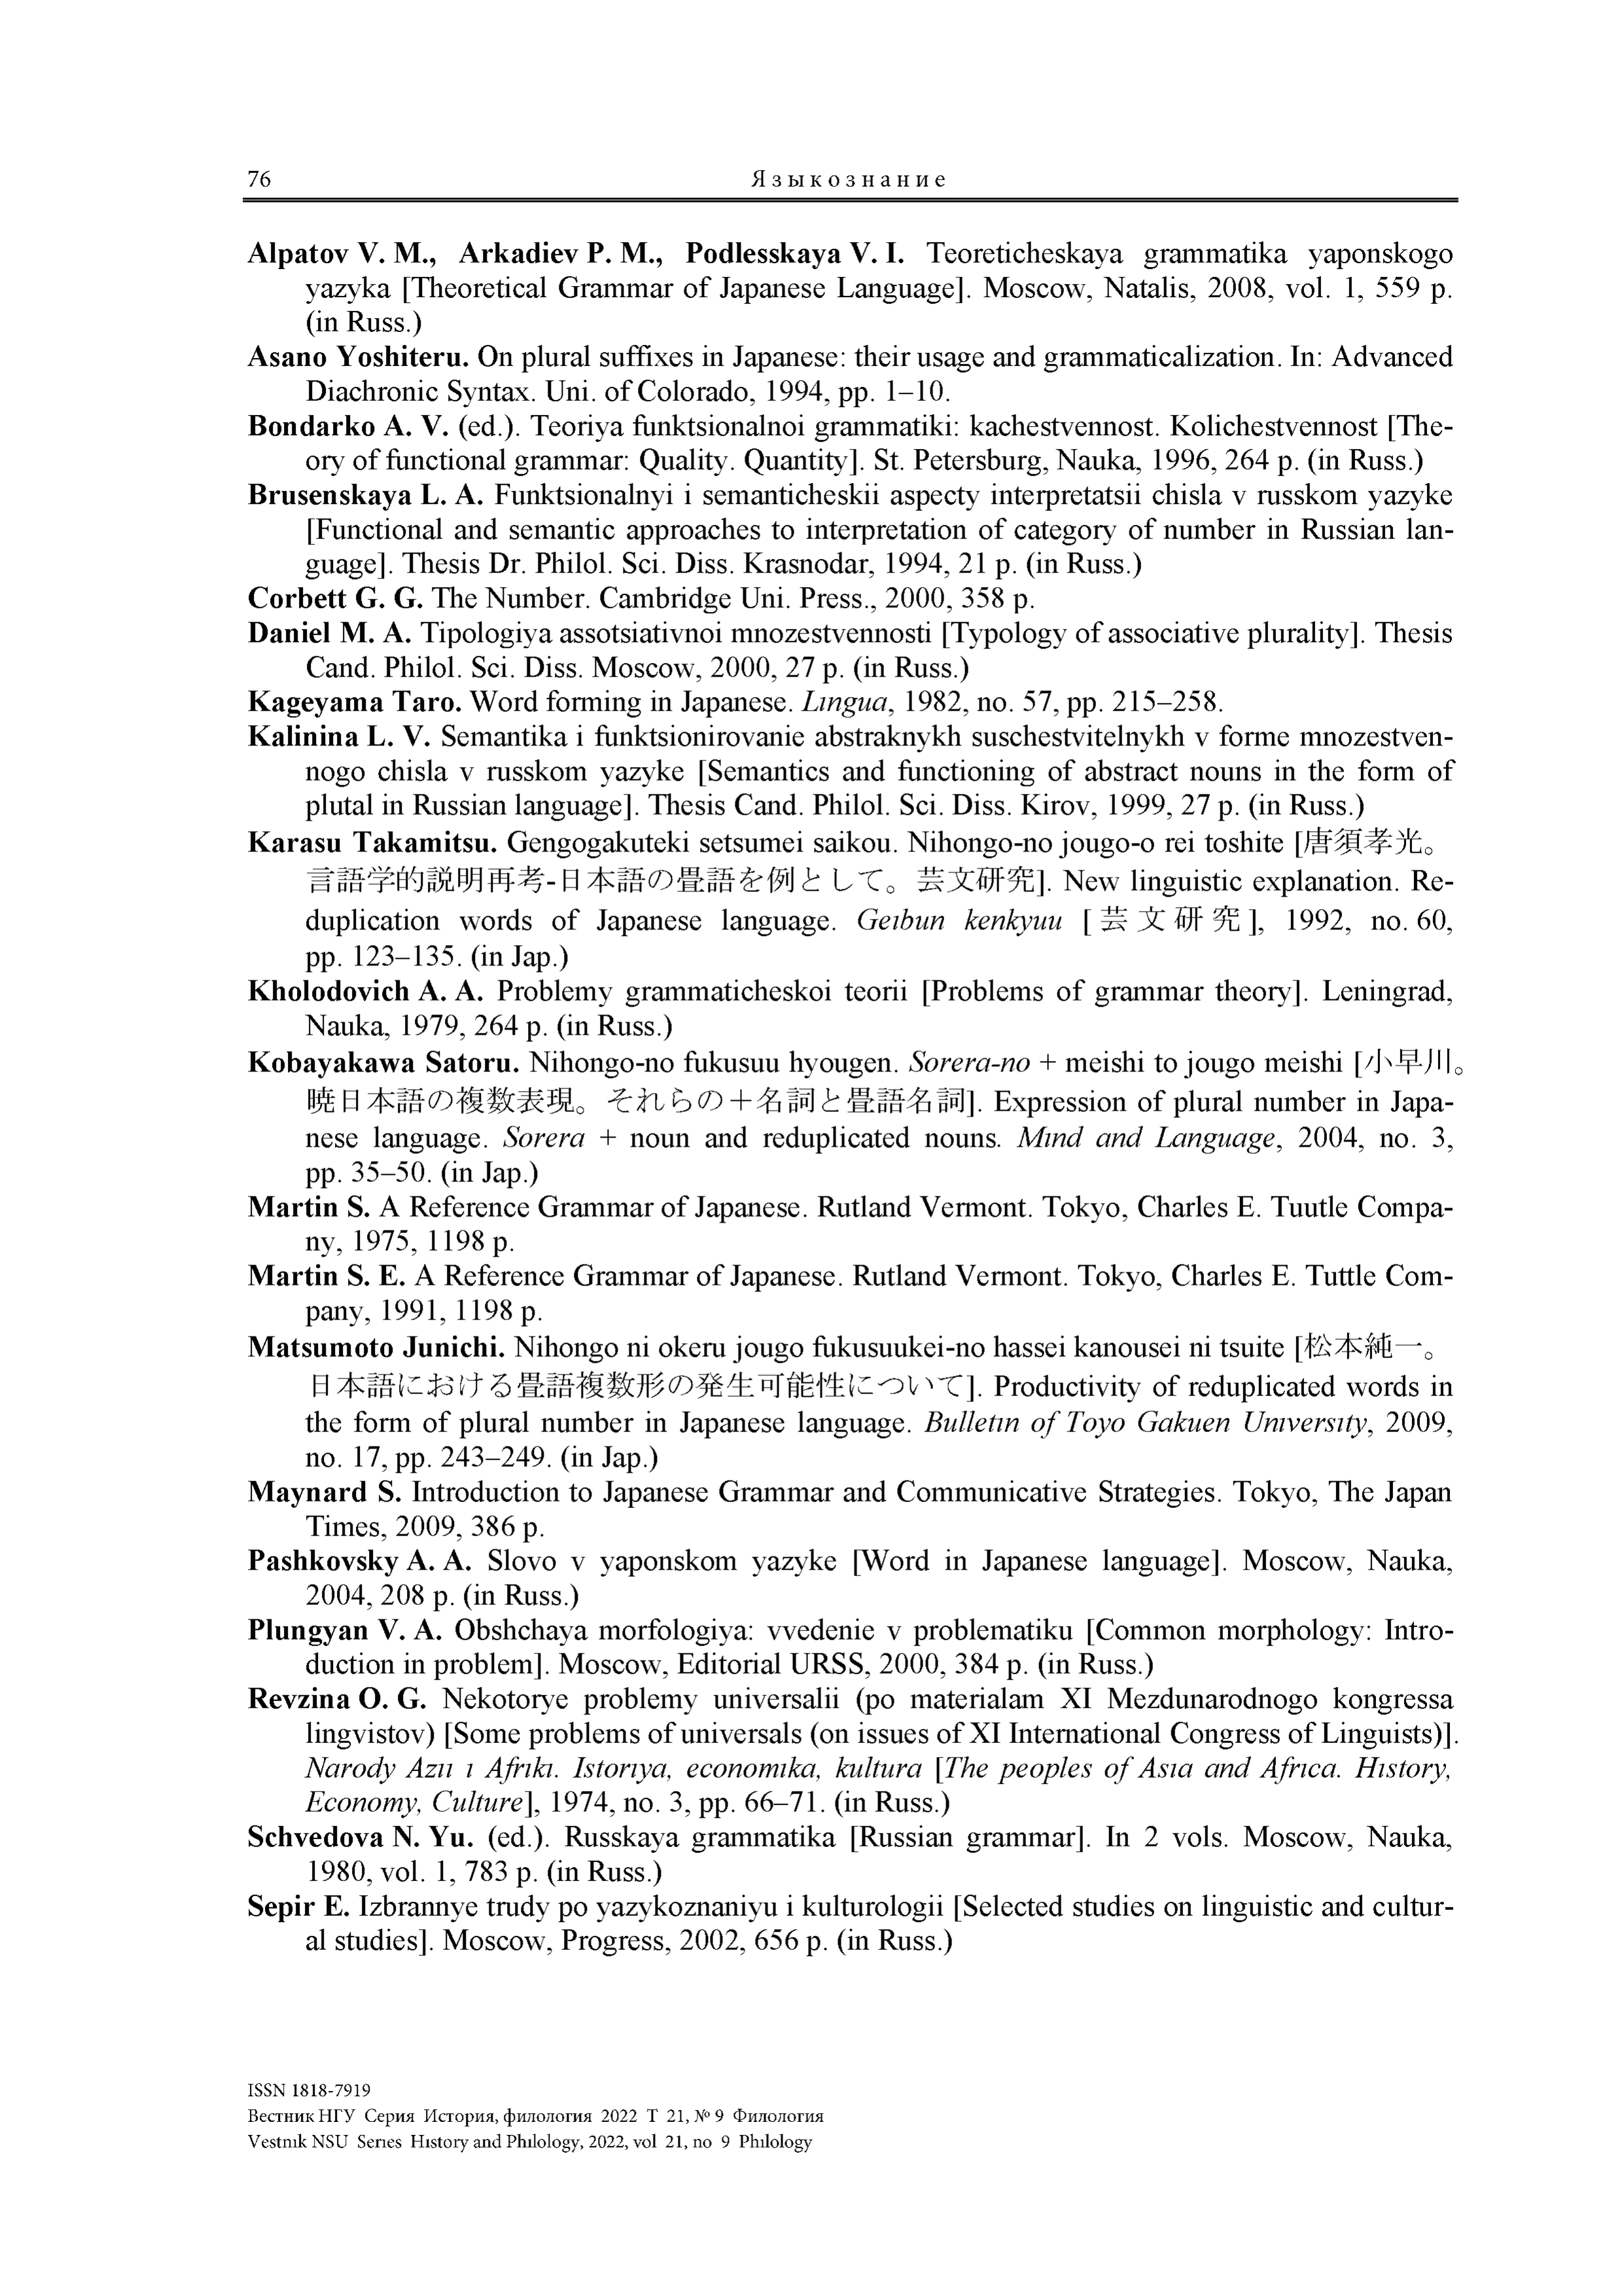 76
Языкознание
Alpatov V. M., Arkadiev P. M., Podlesskaya V. I. Teoreticheskaya grammatika yaponskogo
yazyka [Theoretical Grammar of Japanese Language]. Moscow, Natalis, 2008, vol. 1, 559 p.
(in Russ.)
Asano Yoshiteru. On plural suffixes in Japanese: their usage and grammaticalization. In: Advanced
Diachronic Syntax. Uni. of Colorado, 1994, pp. 1–10.
Bondarko A. V. (ed.). Teoriya funktsionalnoi grammatiki: kachestvennost. Kolichestvennost [The-
ory of functional grammar: Quality. Quantity]. St. Petersburg, Nauka, 1996, 264 p. (in Russ.)
Brusenskaya L. A. Funktsionalnyi i semanticheskii aspecty interpretatsii chisla v russkom yazyke
[Functional and semantic approaches to interpretation of category of number in Russian lan-
guage]. Thesis Dr. Philol. Sci. Diss. Krasnodar, 1994, 21 p. (in Russ.)
Corbett G. G. The Number. Cambridge Uni. Press., 2000, 358 p.
Daniel M. A. Tipologiya assotsiativnoi mnozestvennosti [Typology of associative plurality]. Thesis
Cand. Philol. Sci. Diss. Moscow, 2000, 27 p. (in Russ.)
Kageyama Taro. Word forming in Japanese. Lingua, 1982, no. 57, pp. 215–258.
Kalinina L. V. Semantika i funktsionirovanie abstraknykh suschestvitelnykh v forme mnozestven-
nogo chisla v russkom yazyke [Semantics and functioning of abstract nouns in the form of
plutal in Russian language]. Thesis Cand. Philol. Sci. Diss. Kirov, 1999, 27 p. (in Russ.)
Karasu Takamitsu. Gengogakuteki setsumei saikou. Nihongo-no jougo-o rei toshite [唐須孝光。
言語学的説明再考-日本語の畳語を例として。芸文研究]. New linguistic explanation. Re-
duplication words of Japanese language. Geibun kenkyuu [芸文研究], 1992, no. 60,
pp. 123–135. (in Jap.)
Kholodovich A. A. Problemy grammaticheskoi teorii [Problems of grammar theory]. Leningrad,
Nauka, 1979, 264 p. (in Russ.)
Kobayakawa Satoru. Nihongo-no fukusuu hyougen. Sorera-no + meishi to jougo meishi [小早川。
暁日本語の複数表現。それらの＋名詞と畳語名詞]. Expression of plural number in Japa-
nese language. Sorera + noun and reduplicated nouns. Mind and Language, 2004, no. 3,
pp. 35–50. (in Jap.)
Martin S. A Reference Grammar of Japanese. Rutland Vermont. Tokyo, Charles E. Tuutle Compa-
ny, 1975, 1198 p.
Martin S. E. A Reference Grammar of Japanese. Rutland Vermont. Tokyo, Charles E. Tuttle Com-
pany, 1991, 1198 p.
Matsumoto Junichi. Nihongo ni okeru jougo fukusuukei-no hassei kanousei ni tsuite [松本純一。
日本語における畳語複数形の発生可能性について]. Productivity of reduplicated words in
the form of plural number in Japanese language. Bulletin of Toyo Gakuen University, 2009,
no. 17, pp. 243–249. (in Jap.)
Maynard S. Introduction to Japanese Grammar and Communicative Strategies. Tokyo, The Japan
Times, 2009, 386 p.
Pashkovsky A. A. Slovo v yaponskom yazyke [Word in Japanese language]. Moscow, Nauka,
2004, 208 p. (in Russ.)
Plungyan V. A. Obshchaya morfologiya: vvedenie v problematiku [Common morphology: Intro-
duction in problem]. Moscow, Editorial URSS, 2000, 384 p. (in Russ.)
Revzina O. G. Nekotorye problemy universalii (po materialam XI Mezdunarodnogo kongressa
lingvistov) [Some problems of universals (on issues of XI International Congress of Linguists)].
Narody Azii i Afriki. Istoriya, economika, kultura [The peoples of Asia and Africa. History,
Economy, Culture], 1974, no. 3, pp. 66–71. (in Russ.)
Schvedova N. Yu. (ed.). Russkaya grammatika [Russian grammar]. In 2 vols. Moscow, Nauka,
1980, vol. 1, 783 p. (in Russ.)
Sepir E. Izbrannye trudy po yazykoznaniyu i kulturologii [Selected studies on linguistic and cultur-
al studies]. Moscow, Progress, 2002, 656 p. (in Russ.)
ISSN 1818-7919
Вестник НГУ Серия История, филология 2022 Т 21, № 9 Филология
Vestnik NSU Series History and Philology, 2022, vol 21, no 9 Philology